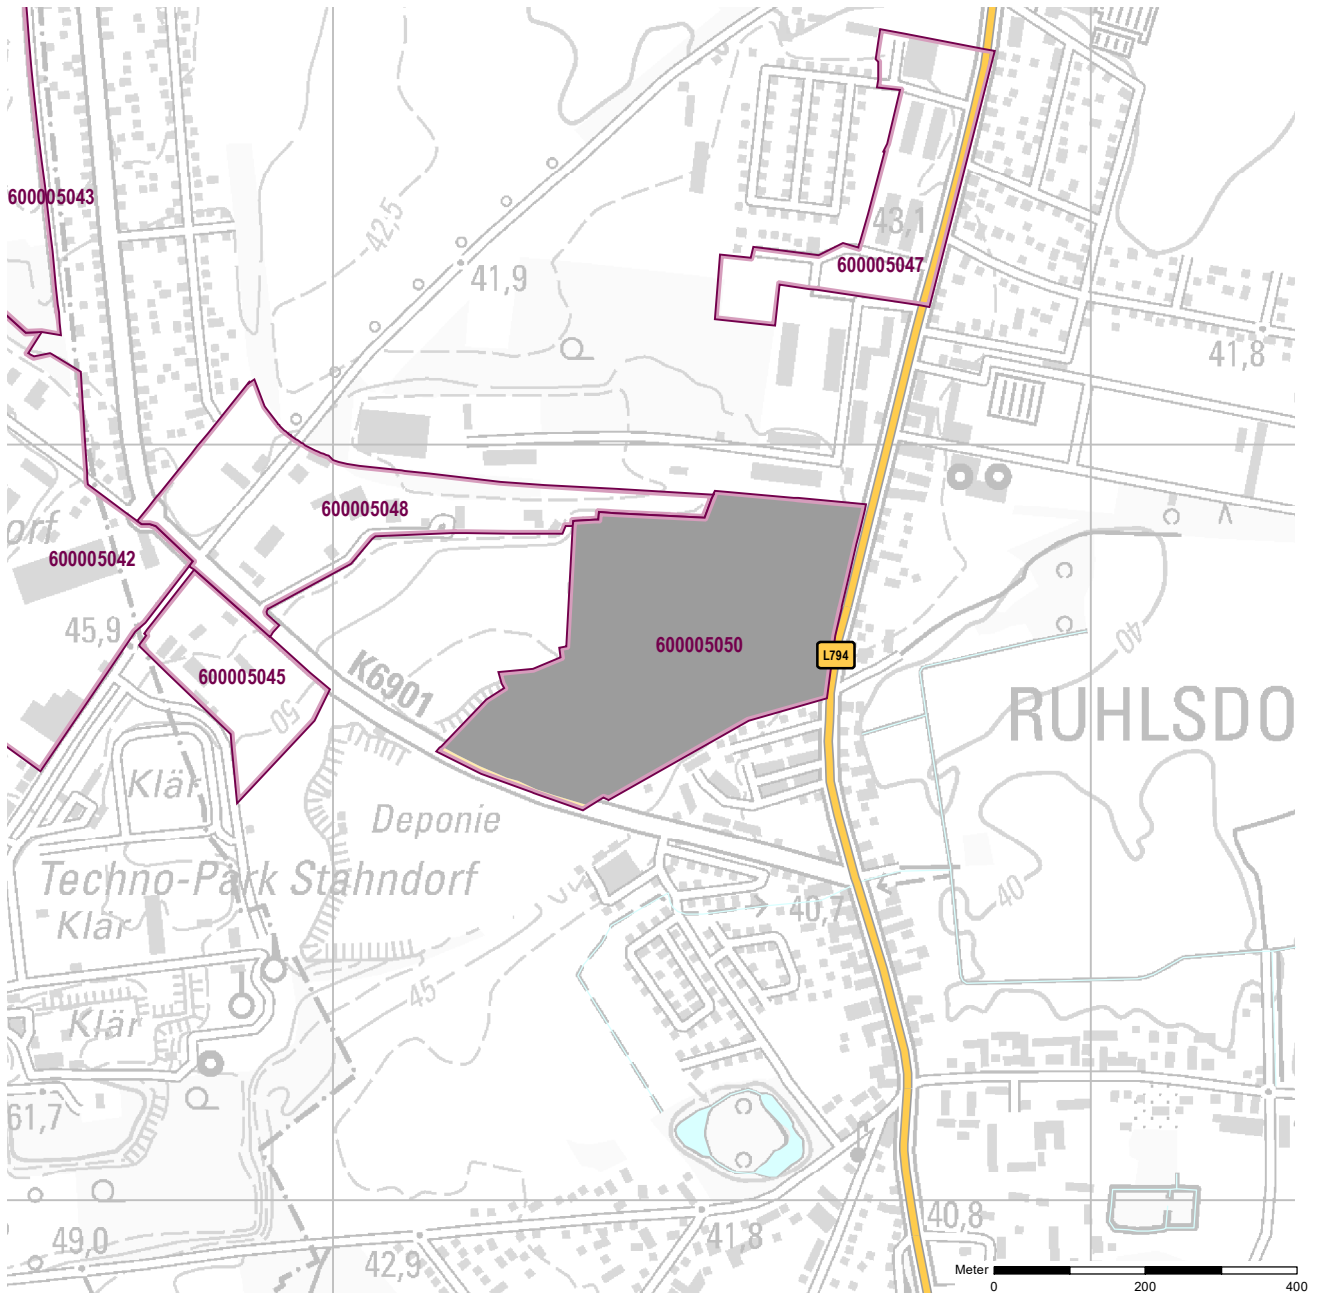 600005043
42,5
43,1
600005047
41,9
41,8
600005048
orf
600005042
45,9
40
600005050
L794
600005045
K6901
50
RUHLSDO
Klär
Deponie
Techno-Park Stahndorf
40
40,7
Klär
45
Klär
61,7
40,8
41,8
49,0
42,9
Meter
0
200
400